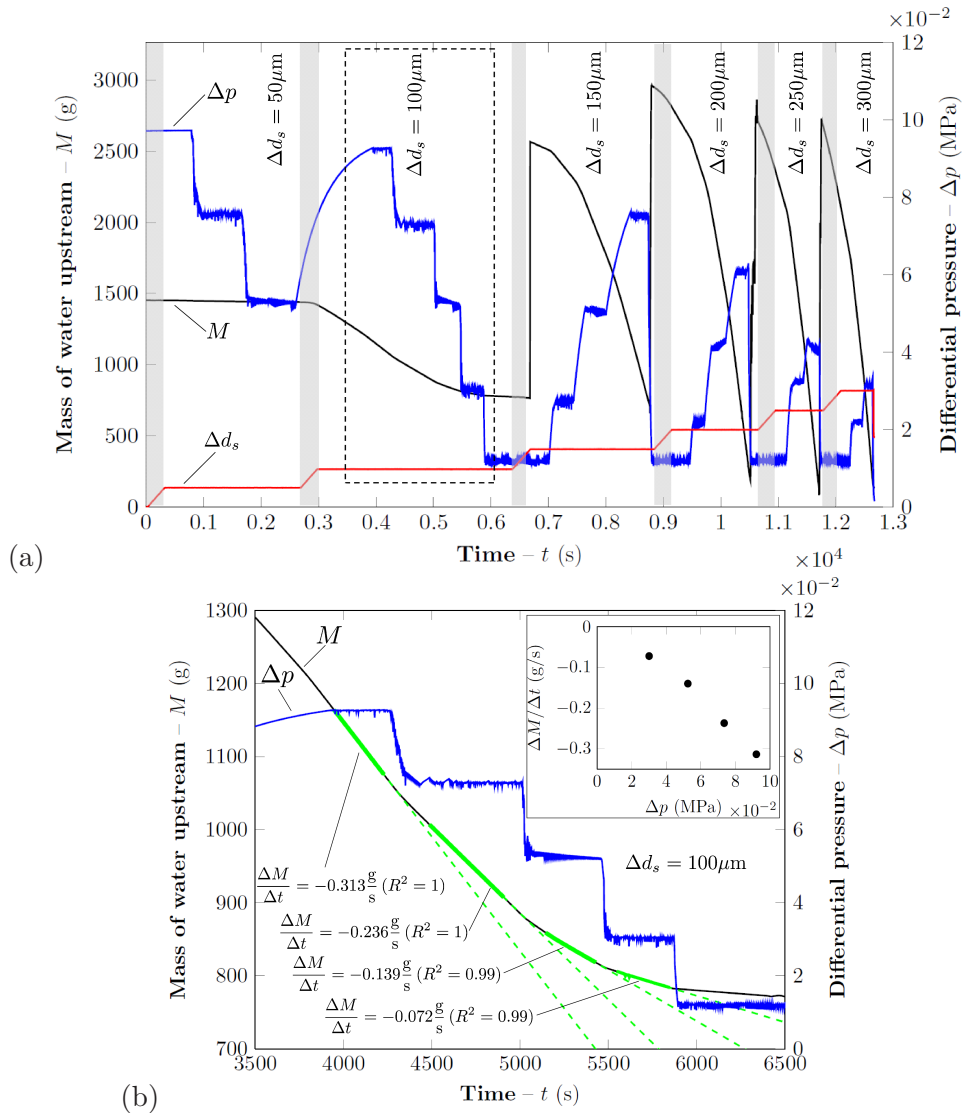 ×10⁻²
Mass of water upstream – M (g)
3000
2500
2000
1500
1000
500
0
Δp
M
Δd_s
Δd_s = 50μm
Δd_s = 100μm
Δd_s = 150μm
Δd_s = 200μm
Δd_s = 250μm
Δd_s = 300μm
12
10
8
6
4
2
0
Differential pressure – Δp (MPa)
0 0.1 0.2 0.3 0.4 0.5 0.6 0.7 0.8 0.9 1 1.1 1.2 1.3
Time – t (s)
×10⁴
(a)
×10⁻²
Mass of water upstream – M (g)
1300
1200
1100
1000
900
800
700
M
Δp
ΔM/Δt = −0.313 g/s (R² = 1)
ΔM/Δt = −0.236 g/s (R² = 1)
ΔM/Δt = −0.139 g/s (R² = 0.99)
ΔM/Δt = −0.072 g/s (R² = 0.99)
ΔM/Δt (g/s)
0
−0.1
−0.2
−0.3
0 2 4 6 8 10
Δp (MPa) ×10⁻²
Δd_s = 100μm
12
10
8
6
4
2
0
Differential pressure – Δp (MPa)
3500 4000 4500 5000 5500 6000 6500
Time – t (s)
(b)